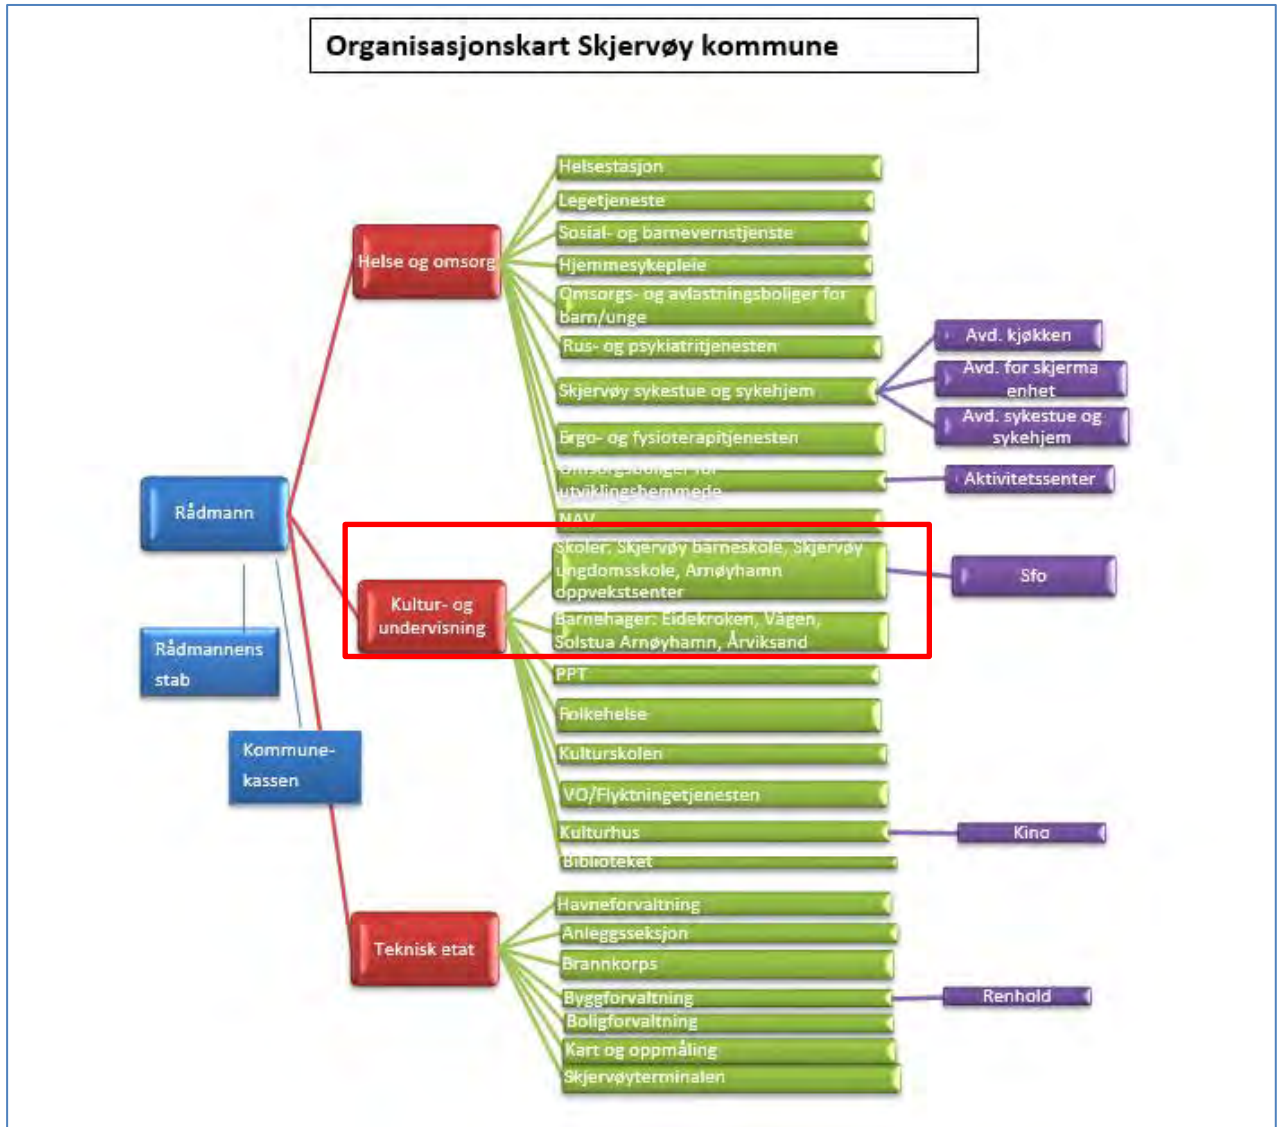 Organisasjonskart Skjervøy kommune
Rådmann
Rådmannens
stab
Kommune-
kassen
Helse og omsorg
Helsestasjon
Legetjeneste
Sosial- og barnevernstjenste
Hjemmesykepleie
Omsorgs- og avlastningsboliger for
barn/unge
Rus- og psykiatritjenesten
Skjervøy sykestue og sykehjem
Avd. kjøkken
Avd. for skjerma
enhet
Avd. sykestue og
sykehjem
Ergo- og fysioterapitjenesten
Omsorgsboliger for
utviklingshemmede
Aktivitetssenter
NAV
Kultur- og
undervisning
Skoler: Skjervøy barneskole, Skjervøy
ungdomsskole, Arnøyhamn
oppvekstsenter
Sfo
Barnehager: Eidekroken, Vågen,
Solstua Arnøyhamn, Årviksand
PPT
Folkehelse
Kulturskolen
VO/Flyktningetjenesten
Kulturhus
Kino
Biblioteket
Teknisk etat
Havneforvaltning
Anleggsseksjon
Brannkorps
Byggforvaltning
Renhold
Boligforvaltning
Kart og oppmåling
Skjervøyterminalen